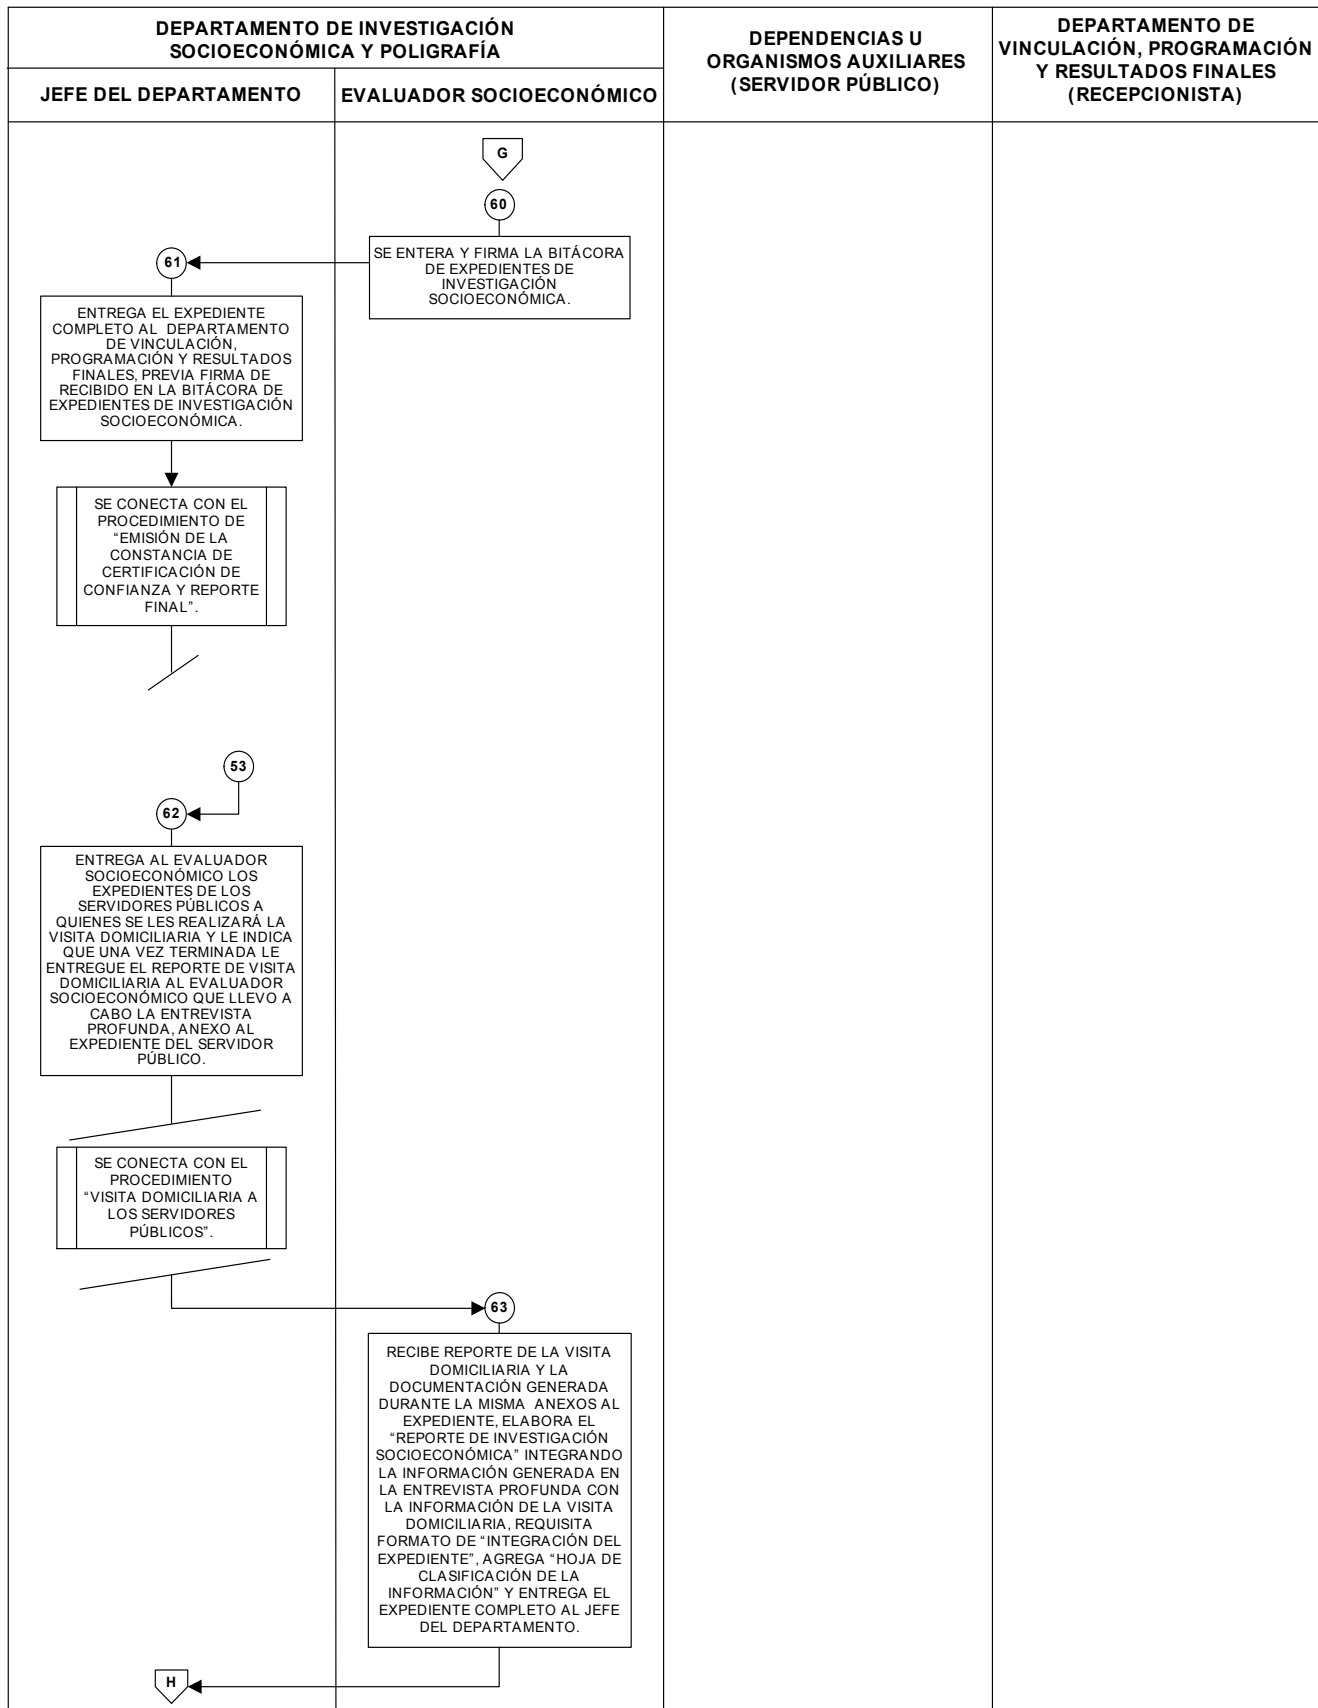 DEPARTAMENTO DE INVESTIGACIÓN
SOCIOECONÓMICA Y POLIGRAFÍA
JEFE DEL DEPARTAMENTO
EVALUADOR SOCIOECONÓMICO
DEPENDENCIAS U
ORGANISMOS AUXILIARES
(SERVIDOR PÚBLICO)
DEPARTAMENTO DE
VINCULACIÓN, PROGRAMACIÓN
Y RESULTADOS FINALES
(RECEPCIONISTA)
G
60
SE ENTERA Y FIRMA LA BITÁCORA
DE EXPEDIENTES DE
INVESTIGACIÓN
SOCIOECONÓMICA.
61
ENTREGA EL EXPEDIENTE
COMPLETO AL DEPARTAMENTO
DE VINCULACIÓN,
PROGRAMACIÓN Y RESULTADOS
FINALES, PREVIA FIRMA DE
RECIBIDO EN LA BITÁCORA DE
EXPEDIENTES DE INVESTIGACIÓN
SOCIOECONÓMICA.
SE CONECTA CON EL
PROCEDIMIENTO DE
“EMISIÓN DE LA
CONSTANCIA DE
CERTIFICACIÓN DE
CONFIANZA Y REPORTE
FINAL”.
53
62
ENTREGA AL EVALUADOR
SOCIOECONÓMICO LOS
EXPEDIENTES DE LOS
SERVIDORES PÚBLICOS A
QUIENES SE LES REALIZARÁ LA
VISITA DOMICILIARIA Y LE INDICA
QUE UNA VEZ TERMINADA LE
ENTREGUE EL REPORTE DE VISITA
DOMICILIARIA AL EVALUADOR
SOCIOECONÓMICO QUE LLEVO A
CABO LA ENTREVISTA
PROFUNDA, ANEXO AL
EXPEDIENTE DEL SERVIDOR
PÚBLICO.
SE CONECTA CON EL
PROCEDIMIENTO
“VISITA DOMICILIARIA A
LOS SERVIDORES
PÚBLICOS”.
63
RECIBE REPORTE DE LA VISITA
DOMICILIARIA Y LA
DOCUMENTACIÓN GENERADA
DURANTE LA MISMA ANEXOS AL
EXPEDIENTE, ELABORA EL
“REPORTE DE INVESTIGACIÓN
SOCIOECONÓMICA” INTEGRANDO
LA INFORMACIÓN GENERADA EN
LA ENTREVISTA PROFUNDA CON
LA INFORMACIÓN DE LA VISITA
DOMICILIARIA, REQUISITA
FORMATO DE “INTEGRACIÓN DEL
EXPEDIENTE”, AGREGA “HOJA DE
CLASIFICACIÓN DE LA
INFORMACIÓN” Y ENTREGA EL
EXPEDIENTE COMPLETO AL JEFE
DEL DEPARTAMENTO.
H